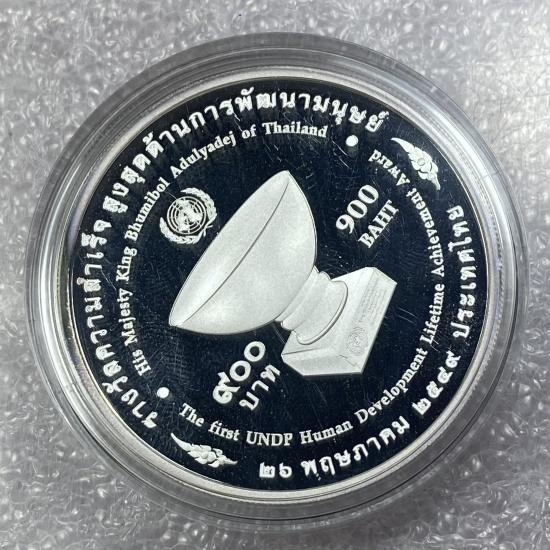 รางวัลความสำเร็จ สูงสุดด้านการพัฒนามนุษย์
His Majesty King Bhumibol Adulyadej of Thailand
900
BAHT
๙๐๐
บาท
The first UNDP Human Development Lifetime Achievement Award
๒๖ พฤษภาคม ๒๕๔๙ ประเทศไทย